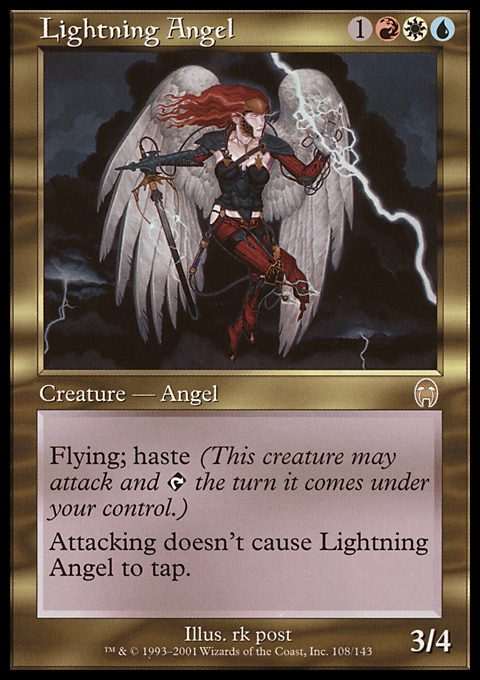 Lightning Angel 1
Creature — Angel
Flying; haste (This creature may
attack and the turn it comes under
your control.)
Attacking doesn't cause Lightning
Angel to tap.
Illus. rk post
™ & © 1993–2001 Wizards of the Coast, Inc. 108/143
3/4